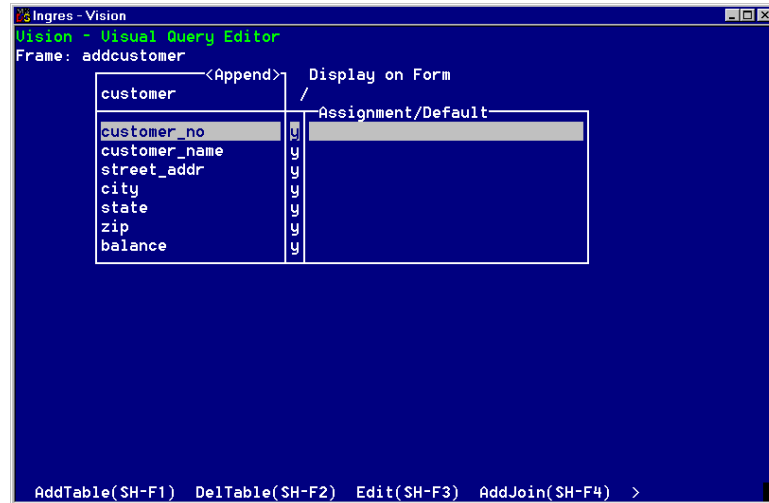 Ingres - Vision
Vision - Visual Query Editor
Frame: addcustomer
<Append> Display on Form
customer /
Assignment/Default
customer_no y
customer_name y
street_addr y
city y
state y
zip y
balance y
AddTable(SH-F1) DelTable(SH-F2) Edit(SH-F3) AddJoin(SH-F4) >